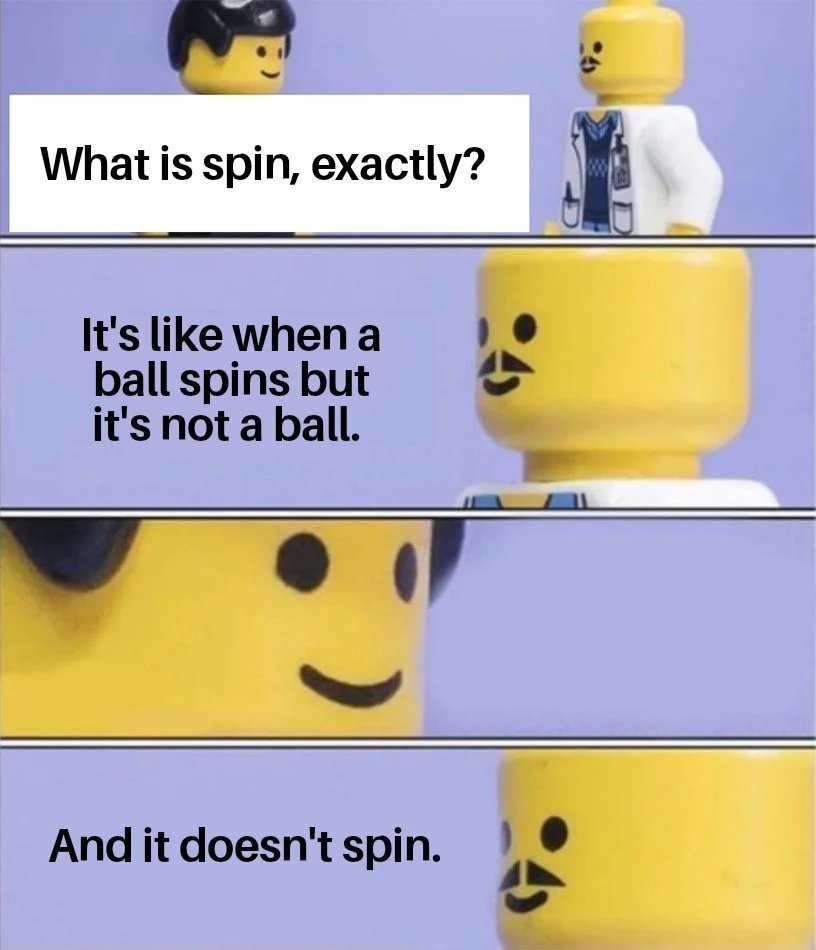 What is spin, exactly?
It's like when a
ball spins but
it's not a ball.
And it doesn't spin.